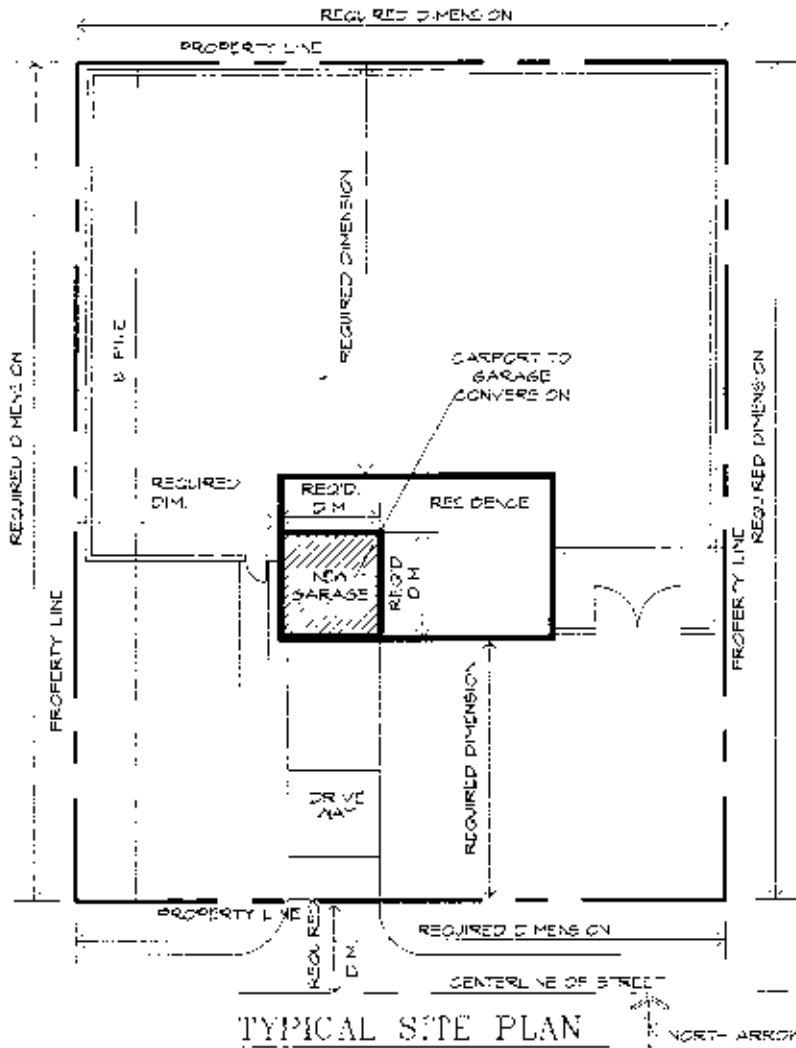 REQUIRED DIMENSION
PROPERTY LINE
REQUIRED DIMENSION
CARPORT TO
GARAGE
CONVERSION
REQUIRED DIMENSION
REQUIRED DIMENSION
REQUIRED
DIM.
REQ'D.
DIM
RESIDENCE
NEW
GARAGE
REQ'D
DIM
PROPERTY LINE
PROPERTY LINE
REQUIRED DIMENSION
DRIVE
WAY
PROPERTY LINE
REQUIRED
DIM.
REQUIRED DIMENSION
CENTERLINE OF STREET
TYPICAL SITE PLAN
NORTH ARROW